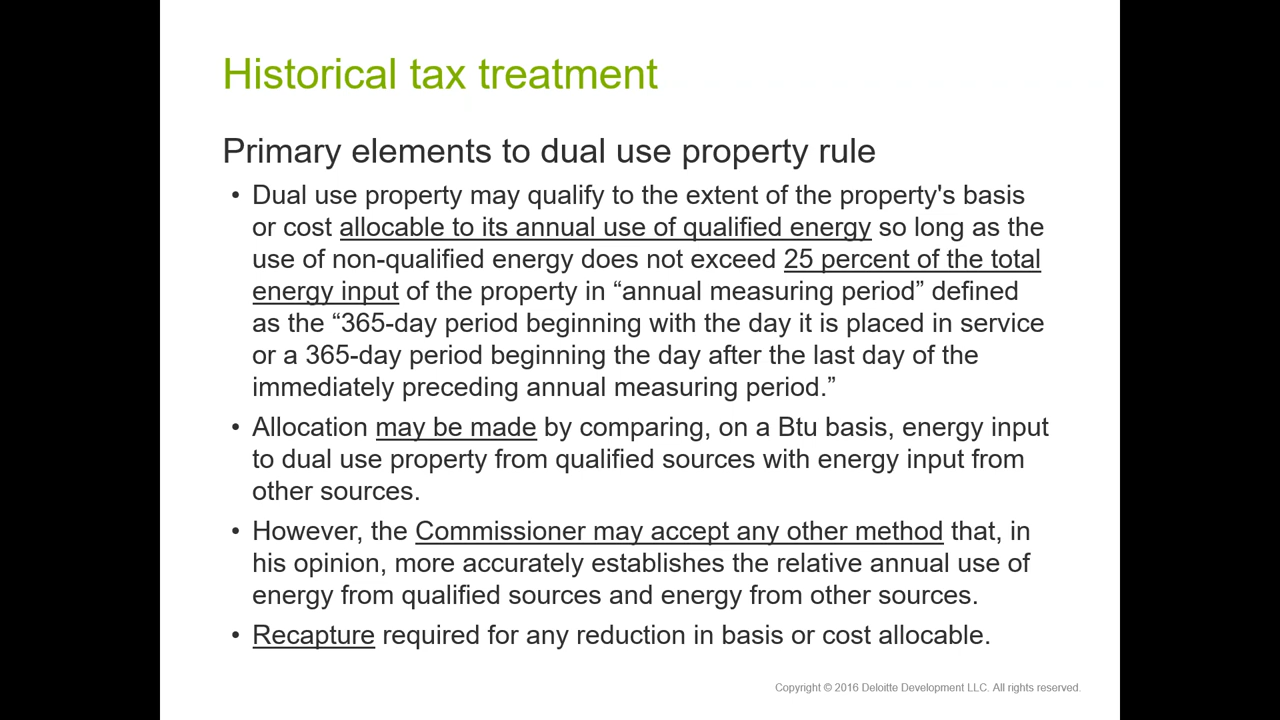 Historical tax treatment
Primary elements to dual use property rule
• Dual use property may qualify to the extent of the property's basis
or cost allocable to its annual use of qualified energy so long as the
use of non-qualified energy does not exceed 25 percent of the total
energy input of the property in “annual measuring period” defined
as the “365-day period beginning with the day it is placed in service
or a 365-day period beginning the day after the last day of the
immediately preceding annual measuring period.”
• Allocation may be made by comparing, on a Btu basis, energy input
to dual use property from qualified sources with energy input from
other sources.
• However, the Commissioner may accept any other method that, in
his opinion, more accurately establishes the relative annual use of
energy from qualified sources and energy from other sources.
• Recapture required for any reduction in basis or cost allocable.
Copyright © 2016 Deloitte Development LLC. All rights reserved.